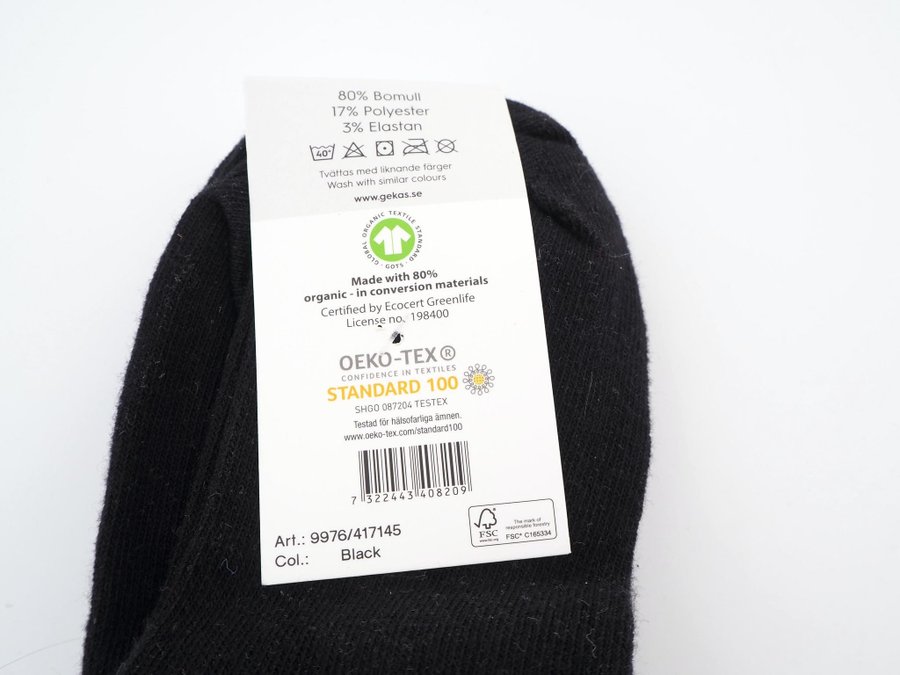 80% Bomull
17% Polyester
3% Elastan
40°
Tvättas med liknande färger
Wash with similar colours
www.gekas.se
GLOBAL ORGANIC TEXTILE STANDARD
· GOTS ·
Made with 80%
organic - in conversion materials
Certified by Ecocert Greenlife
License no. 198400
OEKO-TEX®
CONFIDENCE IN TEXTILES
STANDARD 100
SHGO 087204 TESTEX
Testad för hälsofarliga ämnen.
www.oeko-tex.com/standard100
7 322443 408209
Art.: 9976/417145
Col.: Black
FSC
www.fsc.org
The mark of
responsible forestry
FSC® C165334